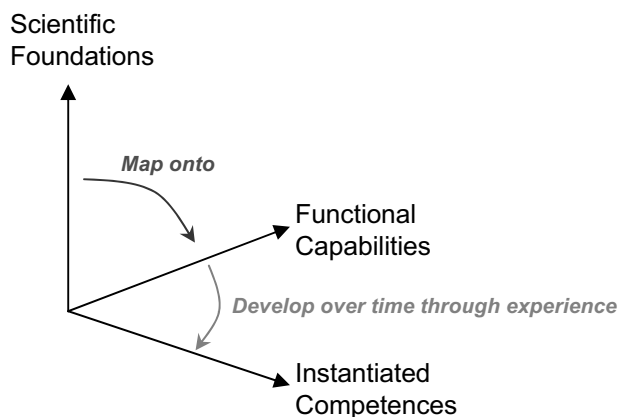 Scientific
Foundations
Map onto
Functional
Capabilities
Develop over time through experience
Instantiated
Competences